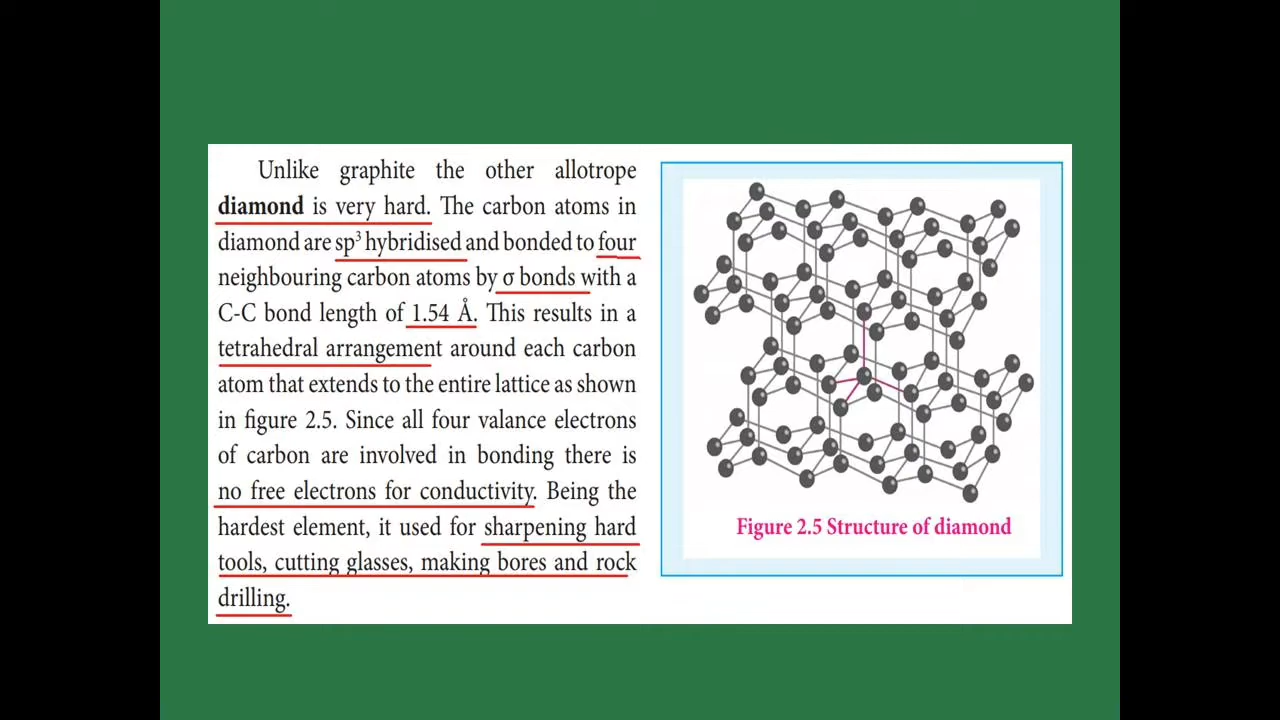 Unlike graphite the other allotrope
diamond is very hard. The carbon atoms in
diamond are sp³ hybridised and bonded to four
neighbouring carbon atoms by σ bonds with a
C-C bond length of 1.54 Å. This results in a
tetrahedral arrangement around each carbon
atom that extends to the entire lattice as shown
in figure 2.5. Since all four valance electrons
of carbon are involved in bonding there is
no free electrons for conductivity. Being the
hardest element, it used for sharpening hard
tools, cutting glasses, making bores and rock
drilling.
Figure 2.5 Structure of diamond